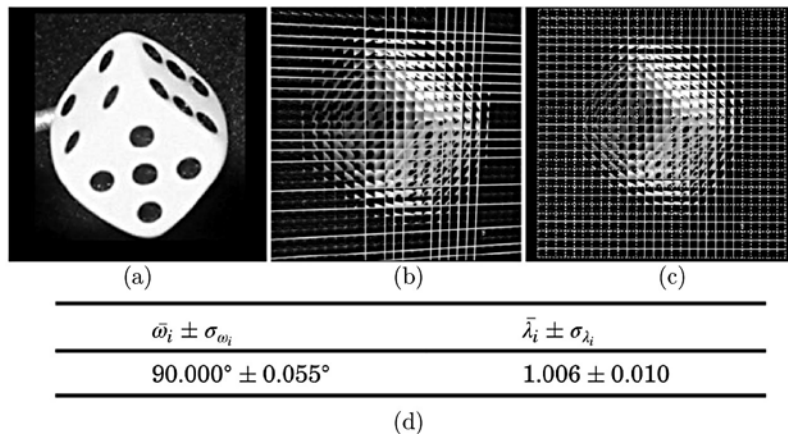 (a) (b) (c)
ω̄ᵢ ± σ_ωᵢ λ̄ᵢ ± σ_λᵢ
90.000° ± 0.055° 1.006 ± 0.010
(d)